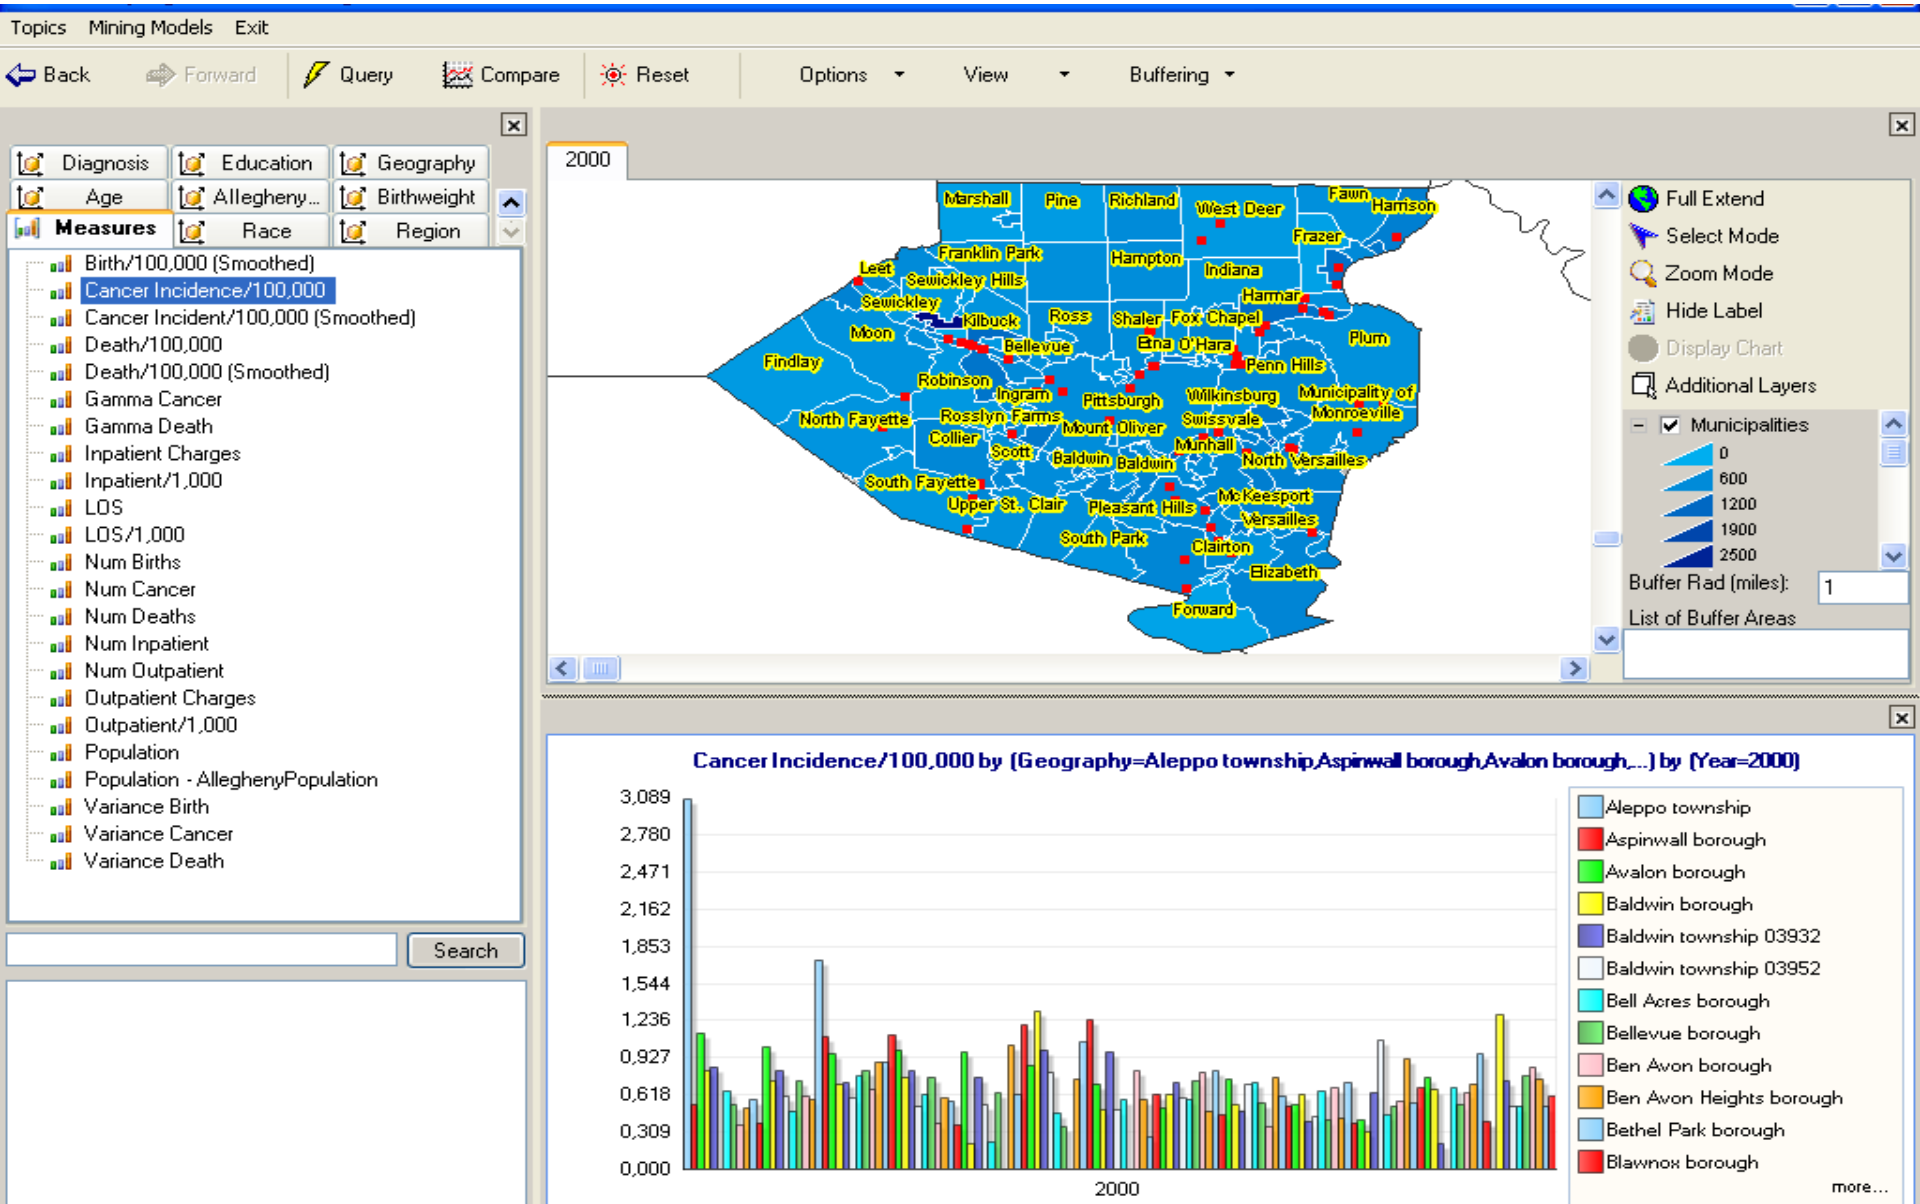 Topics Mining Models Exit
Back Forward Query Compare Reset Options View Buffering
Diagnosis Education Geography
Age Allegheny... Birthweight
Measures Race Region
Birth/100,000 (Smoothed)
Cancer Incidence/100,000
Cancer Incident/100,000 (Smoothed)
Death/100,000
Death/100,000 (Smoothed)
Gamma Cancer
Gamma Death
Inpatient Charges
Inpatient/1,000
LOS
LOS/1,000
Num Births
Num Cancer
Num Deaths
Num Inpatient
Num Outpatient
Outpatient Charges
Outpatient/1,000
Population
Population - AlleghenyPopulation
Variance Birth
Variance Cancer
Variance Death
Search
2000
Marshall Pine Richland West Deer Fawn Harrison
Frazer
Franklin Park Hampton Indiana
Leet Sewickley Hills
Sewickley Harmar
Moon Kilbuck Ross Shaler Fox Chapel
Bellevue Etna O'Hara Plum
Findlay Penn Hills
Robinson Ingram Pittsburgh Wilkinsburg Municipality of
North Fayette Rosslyn Farms Mount Oliver Swissvale Monroeville
Collier Scott Baldwin Baldwin Munhall North Versailles
South Fayette McKeesport
Upper St. Clair Pleasant Hills Versailles
South Park Clairton
Elizabeth
Forward
Full Extend
Select Mode
Zoom Mode
Hide Label
Display Chart
Additional Layers
Municipalities
0
600
1200
1900
2500
Buffer Rad (miles): 1
List of Buffer Areas
Cancer Incidence/100,000 by (Geography=Aleppo township,Aspinwall borough,Avalon borough,...) by (Year=2000)
3,089
2,780
2,471
2,162
1,853
1,544
1,236
0,927
0,618
0,309
0,000
2000
Aleppo township
Aspinwall borough
Avalon borough
Baldwin borough
Baldwin township 03932
Baldwin township 03952
Bell Acres borough
Bellevue borough
Ben Avon borough
Ben Avon Heights borough
Bethel Park borough
Blawnox borough
more...